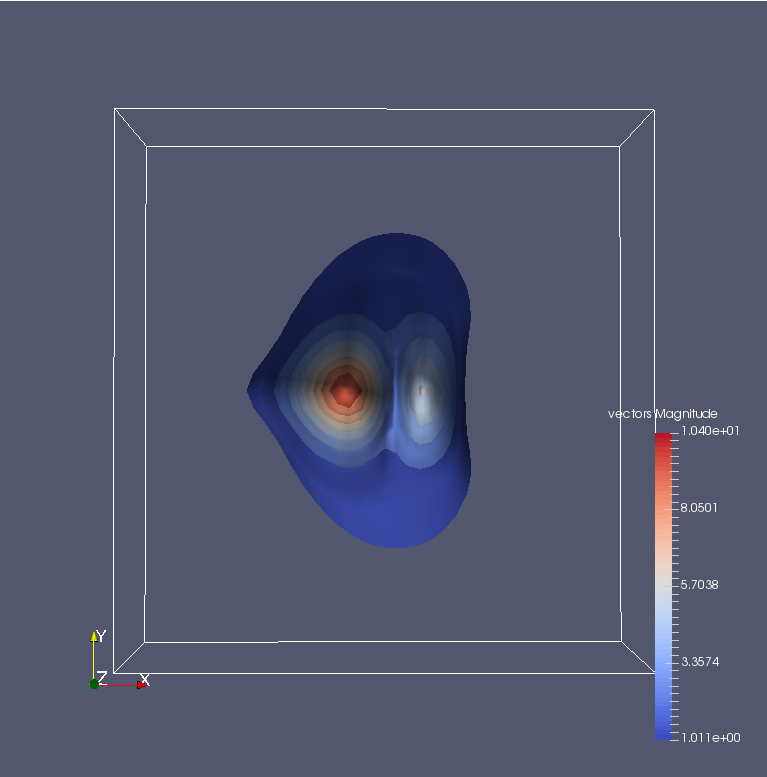 vectors Magnitude
1.040e+01
8.0501
5.7038
3.3574
1.011e+00
Y
Z X